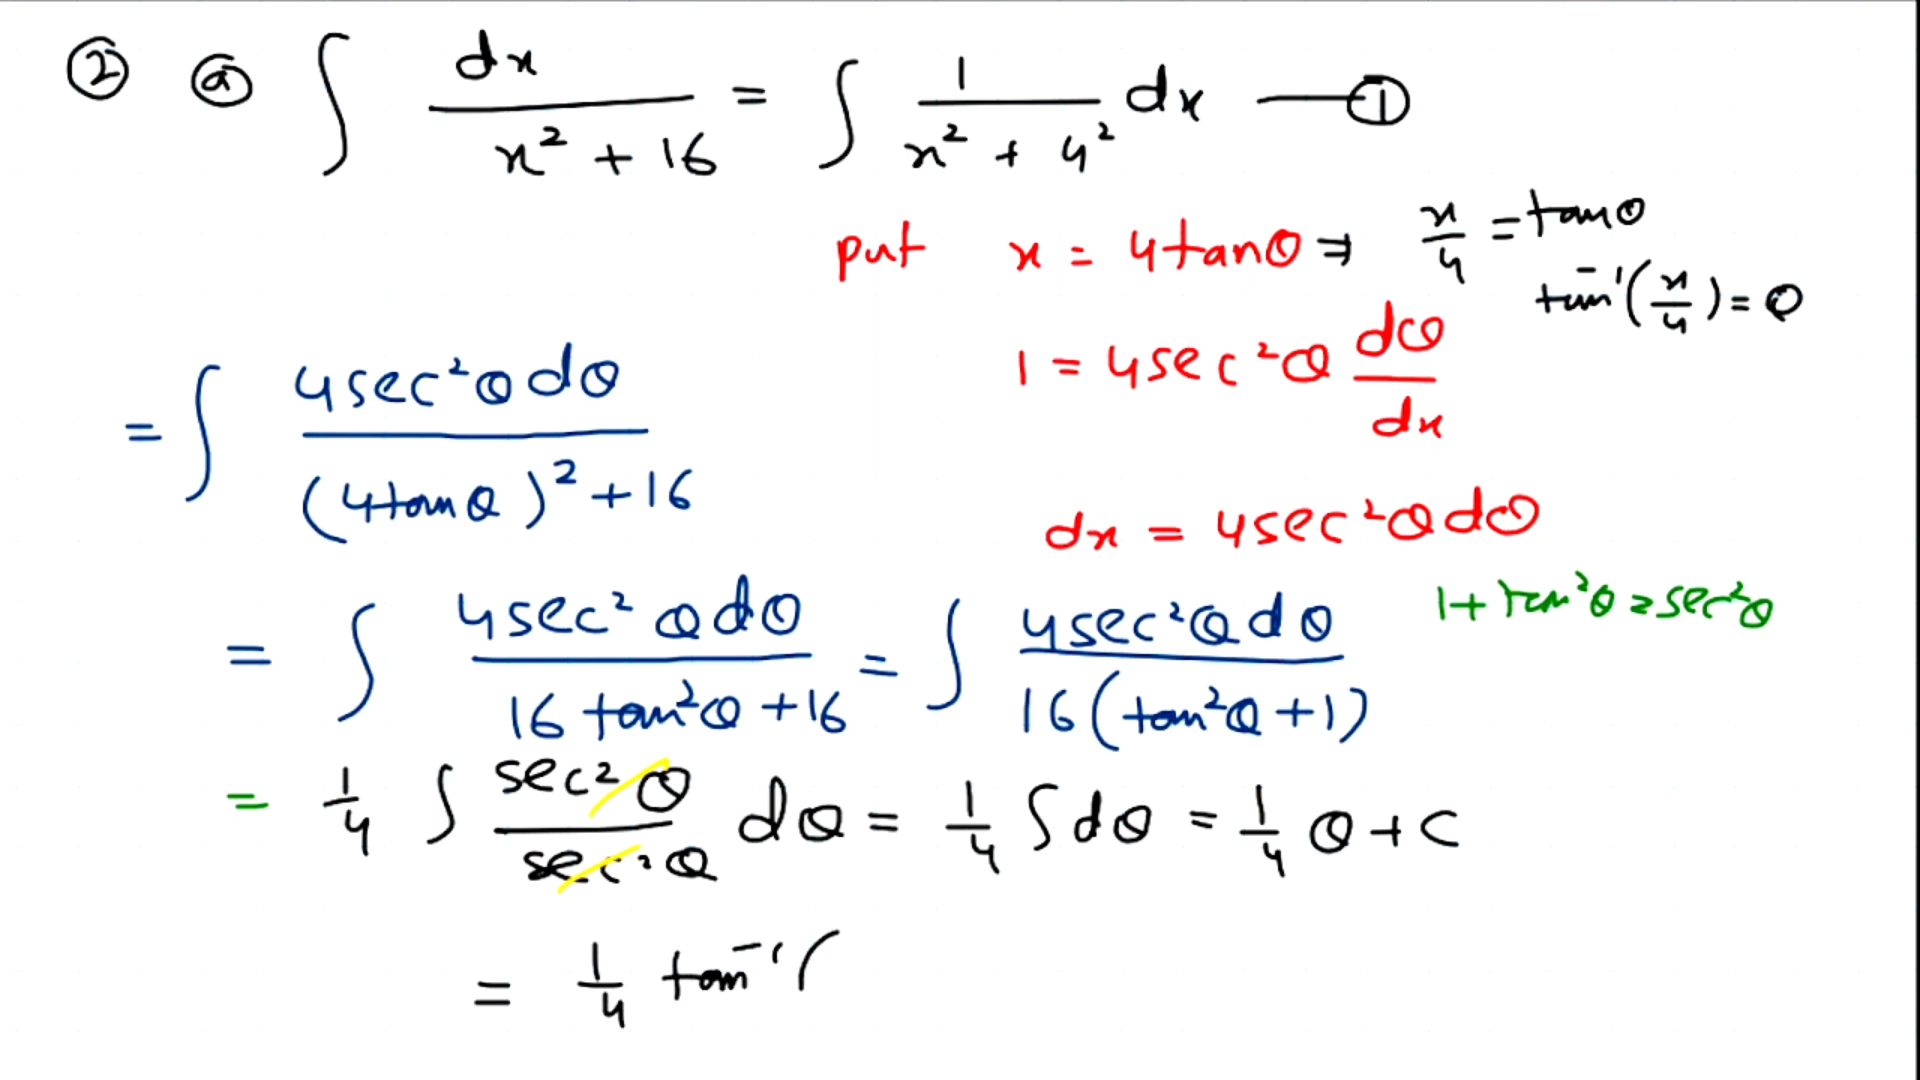 ② ⓐ ∫ dx / (x² + 16) = ∫ 1 / (x² + 4²) dx — ①
put x = 4tanθ ⇒ x/4 = tanθ
tan⁻¹(x/4) = θ
1 = 4sec²θ dθ/dx
= ∫ 4sec²θ dθ / ((4tanθ)² + 16)
dx = 4sec²θ dθ
1 + tan²θ = sec²θ
= ∫ 4sec²θ dθ / (16 tan²θ + 16) = ∫ 4sec²θ dθ / (16(tan²θ + 1))
= 1/4 ∫ sec²θ / sec²θ dθ = 1/4 ∫ dθ = 1/4 θ + c
= 1/4 tan⁻¹(